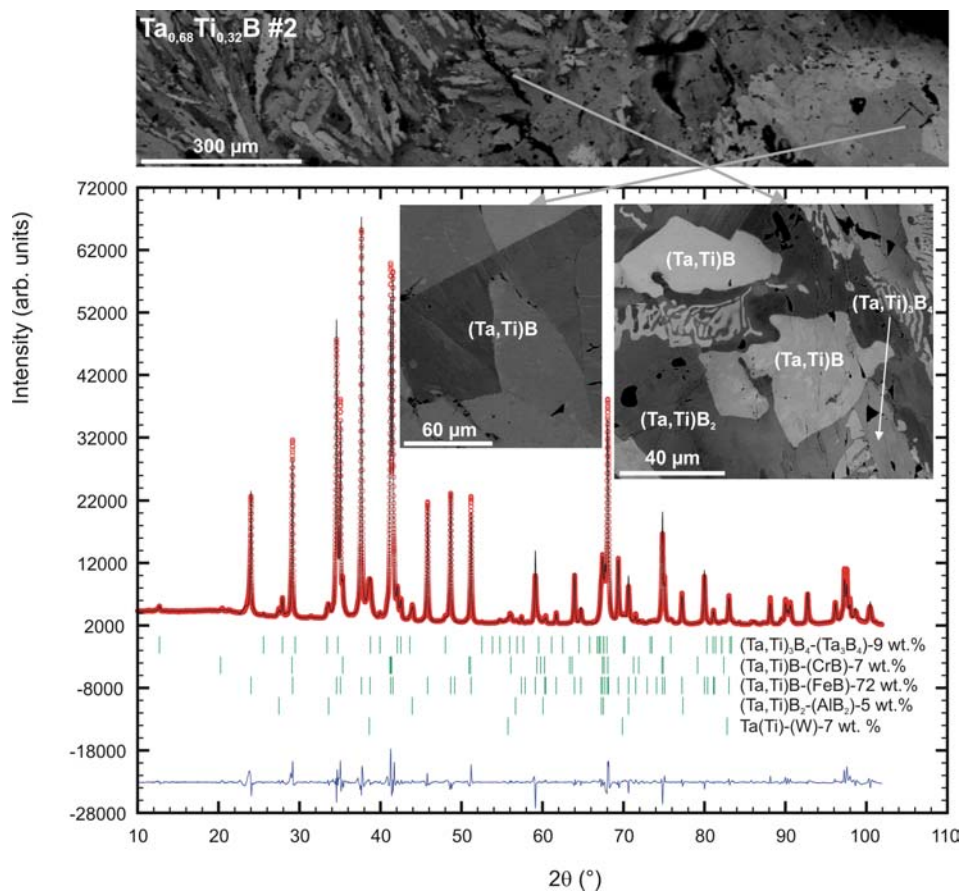 Ta₀,₆₈Ti₀,₃₂B #2
300 µm
Intensity (arb. units)
72000
62000
52000
42000
32000
22000
12000
2000
-8000
-18000
-28000
(Ta,Ti)B
60 µm
(Ta,Ti)B
(Ta,Ti)₃B₄
(Ta,Ti)B
(Ta,Ti)B₂
40 µm
(Ta,Ti)₃B₄-(Ta₃B₄)-9 wt.%
(Ta,Ti)B-(CrB)-7 wt.%
(Ta,Ti)B-(FeB)-72 wt.%
(Ta,Ti)B₂-(AlB₂)-5 wt.%
Ta(Ti)-(W)-7 wt. %
10 20 30 40 50 60 70 80 90 100 110
2θ (°)